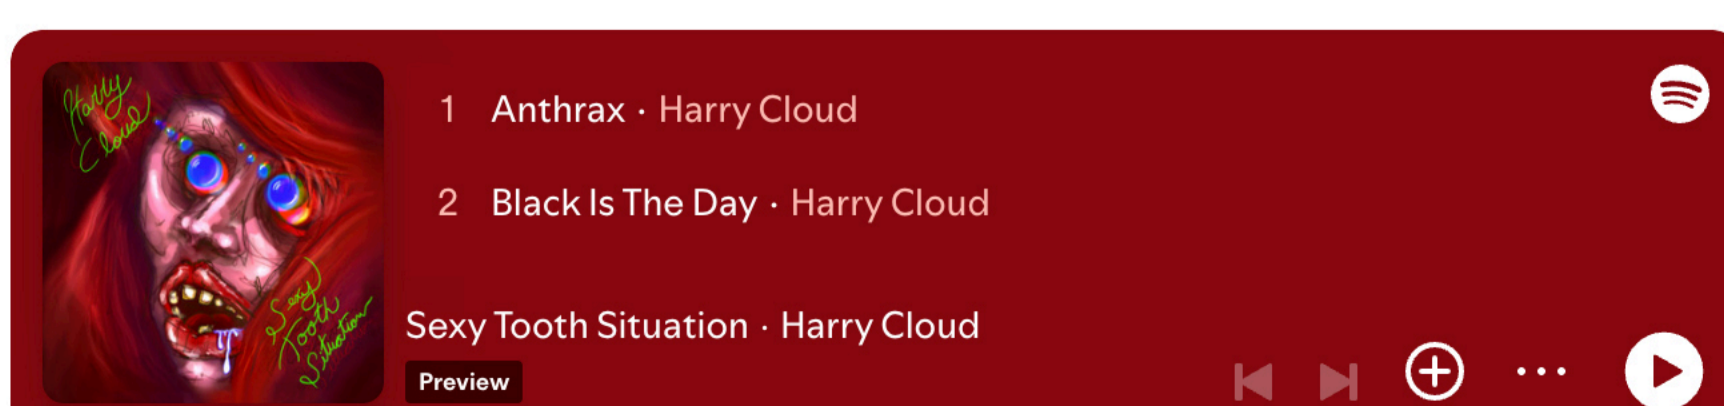 Harry
Cloud
Sexy
Tooth
Situation
1 Anthrax · Harry Cloud
2 Black Is The Day · Harry Cloud
Sexy Tooth Situation · Harry Cloud
Preview